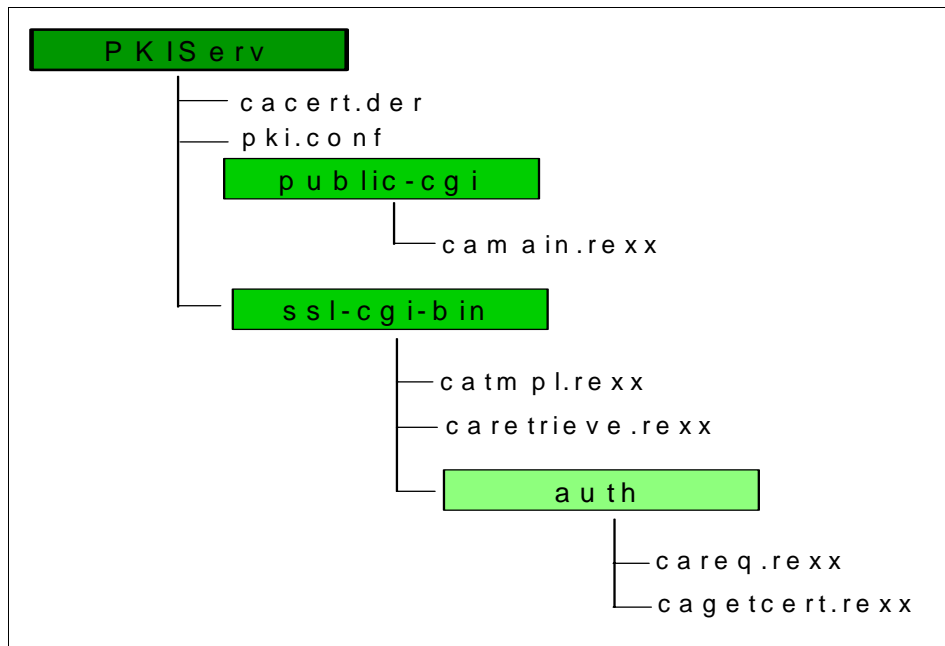 PKIServ
cacert.der
pki.conf
public-cgi
camain.rexx
ssl-cgi-bin
catmpl.rexx
caretrieve.rexx
auth
careq.rexx
cagetcert.rexx